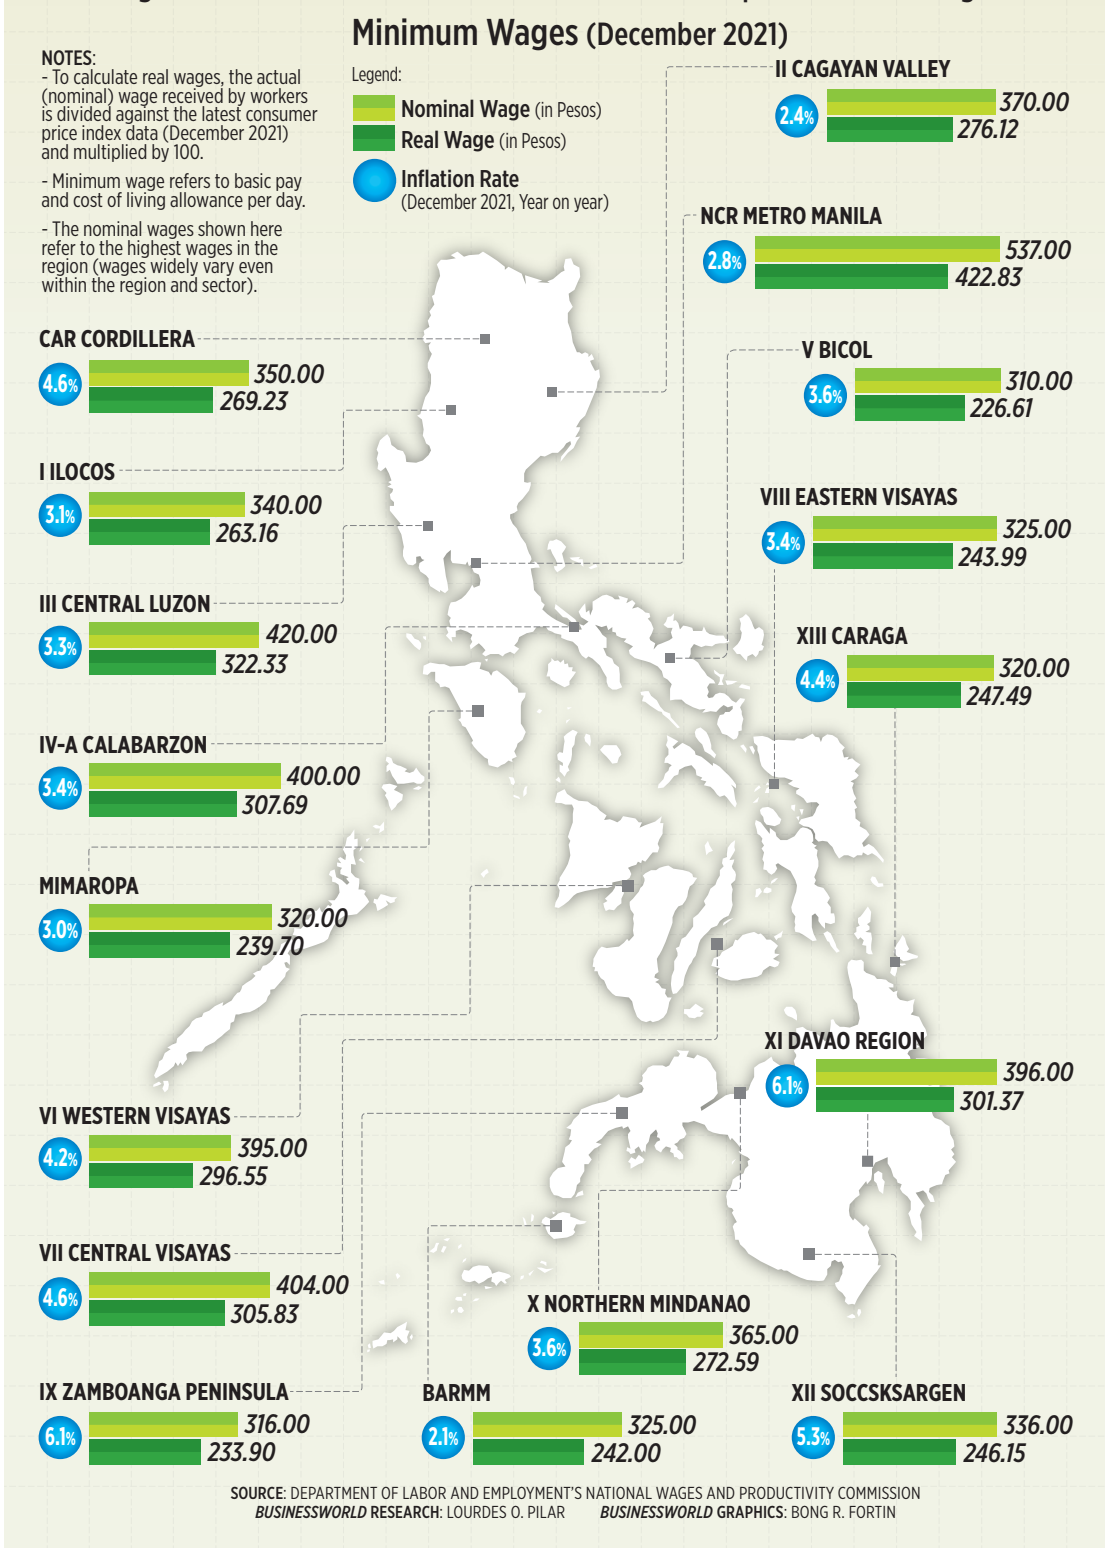 Minimum Wages (December 2021)
NOTES:
- To calculate real wages, the actual
(nominal) wage received by workers
is divided against the latest consumer
price index data (December 2021)
and multiplied by 100.
- Minimum wage refers to basic pay
and cost of living allowance per day.
- The nominal wages shown here
refer to the highest wages in the
region (wages widely vary even
within the region and sector).
Legend:
Nominal Wage (in Pesos)
Real Wage (in Pesos)
Inflation Rate
(December 2021, Year on year)
II CAGAYAN VALLEY
2.4%
370.00
276.12
NCR METRO MANILA
2.8%
537.00
422.83
CAR CORDILLERA
4.6%
350.00
269.23
V BICOL
3.6%
310.00
226.61
I ILOCOS
3.1%
340.00
263.16
VIII EASTERN VISAYAS
3.4%
325.00
243.99
III CENTRAL LUZON
3.3%
420.00
322.33
XIII CARAGA
4.4%
320.00
247.49
IV-A CALABARZON
3.4%
400.00
307.69
MIMAROPA
3.0%
320.00
239.70
XI DAVAO REGION
6.1%
396.00
301.37
VI WESTERN VISAYAS
4.2%
395.00
296.55
VII CENTRAL VISAYAS
4.6%
404.00
305.83
X NORTHERN MINDANAO
3.6%
365.00
272.59
IX ZAMBOANGA PENINSULA
6.1%
316.00
233.90
BARMM
2.1%
325.00
242.00
XII SOCCSKSARGEN
5.3%
336.00
246.15
SOURCE: DEPARTMENT OF LABOR AND EMPLOYMENT'S NATIONAL WAGES AND PRODUCTIVITY COMMISSION
BUSINESSWORLD RESEARCH: LOURDES O. PILAR BUSINESSWORLD GRAPHICS: BONG R. FORTIN